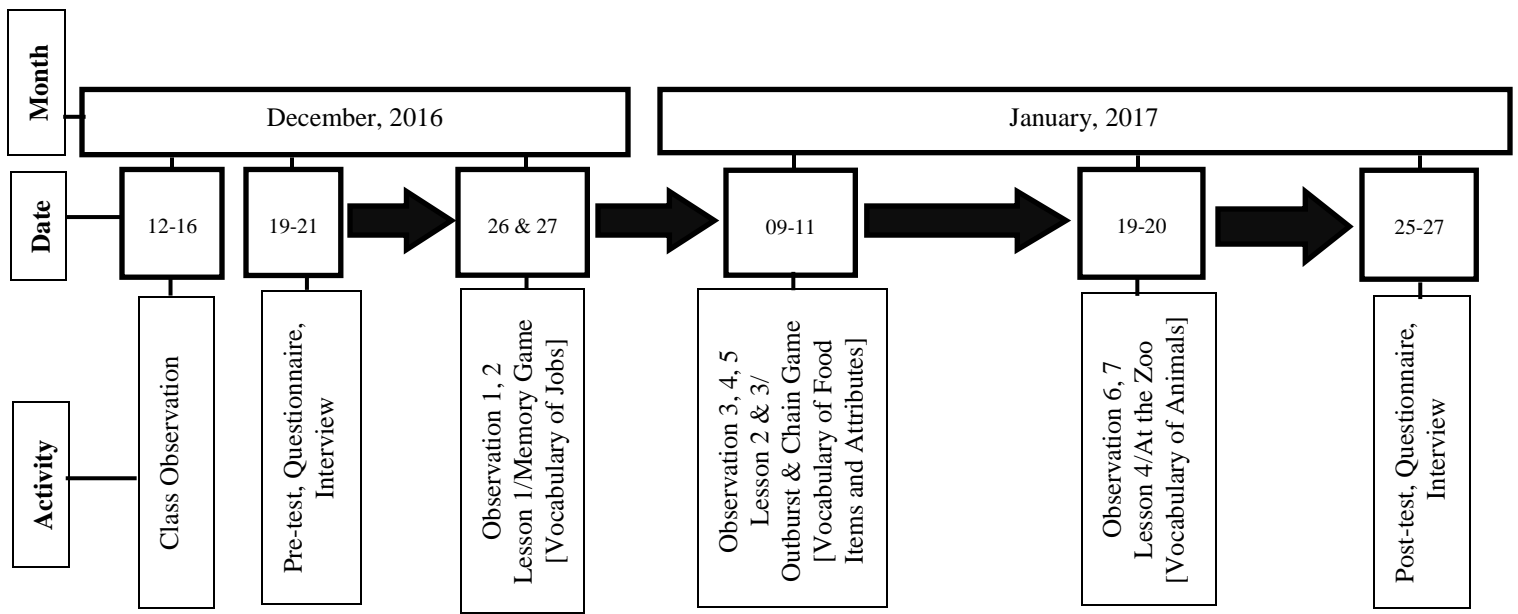 Month
December, 2016
January, 2017
Date
12-16
19-21
26 & 27
09-11
19-20
25-27
Activity
Class Observation
Pre-test, Questionnaire,
Interview
Observation 1, 2
Lesson 1/Memory Game
[Vocabulary of Jobs]
Observation 3, 4, 5
Lesson 2 & 3/
Outburst & Chain Game
[Vocabulary of Food
Items and Attributes]
Observation 6, 7
Lesson 4/At the Zoo
[Vocabulary of Animals]
Post-test, Questionnaire,
Interview